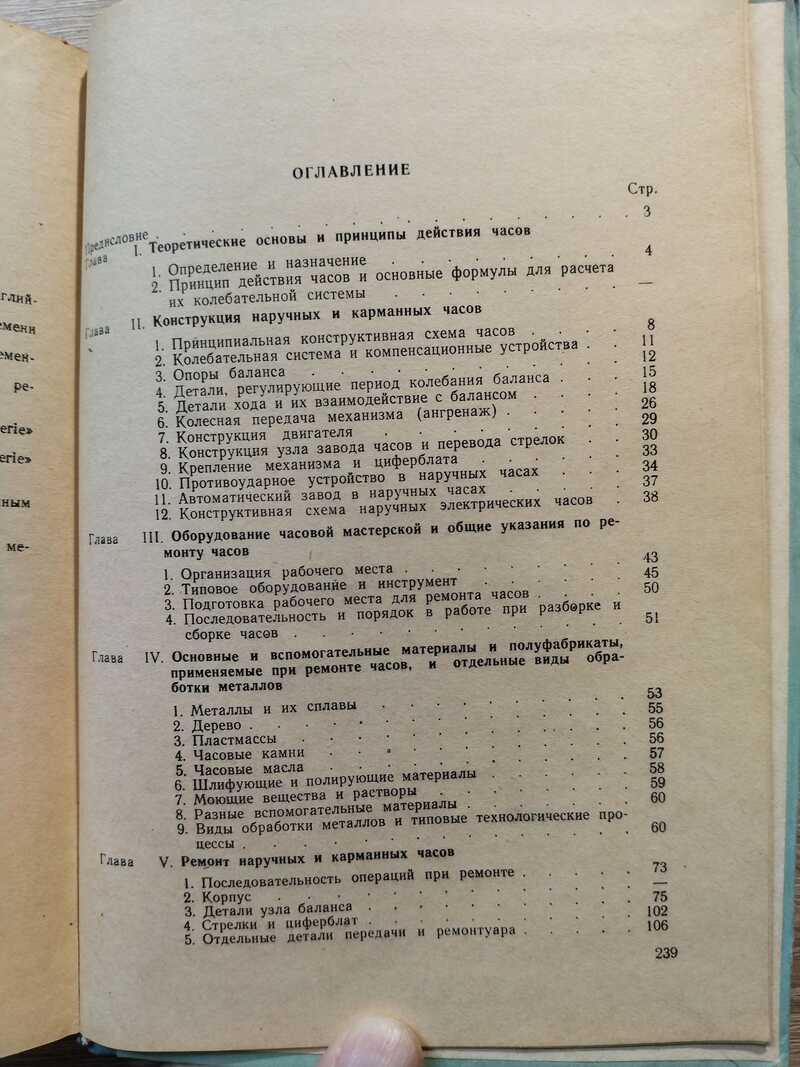 глий-
мени
мен-
ре-
erie»
erie»
ным
ме-
ОГЛАВЛЕНИЕ
Стр.
Предисловие . . . . . . . . . . . . . . 3
Глава I. Теоретические основы и принципы действия часов
1. Определение и назначение . . . . . . . . 4
2. Принцип действия часов и основные формулы для расчета
их колебательной системы . . . . . . . . —
Глава II. Конструкция наручных и карманных часов
1. Принципиальная конструктивная схема часов . . . . 8
2. Колебательная система и компенсационные устройства . . 11
3. Опоры баланса . . . . . . . . . . 12
4. Детали, регулирующие период колебания баланса . . . 15
5. Детали хода и их взаимодействие с балансом . . . . 18
6. Колесная передача механизма (ангренаж) . . . . . 26
7. Конструкция двигателя . . . . . . . . 29
8. Конструкция узла завода часов и перевода стрелок . . 30
9. Крепление механизма и циферблата . . . . . . 33
10. Противоударное устройство в наручных часах . . . 34
11. Автоматический завод в наручных часах . . . . . 37
12. Конструктивная схема наручных электрических часов . 38
Глава III. Оборудование часовой мастерской и общие указания по ре-
монту часов
1. Организация рабочего места . . . . . . . . 43
2. Типовое оборудование и инструмент . . . . . . 45
3. Подготовка рабочего места для ремонта часов . . . . 50
4. Последовательность и порядок в работе при разборке и
сборке часов . . . . . . . . . . . 51
Глава IV. Основные и вспомогательные материалы и полуфабрикаты,
применяемые при ремонте часов, и отдельные виды обра-
ботки металлов
1. Металлы и их сплавы . . . . . . . . . 53
2. Дерево . . . . . . . . . . . . . 55
3. Пластмассы . . . . . . . . . . . . 56
4. Часовые камни . . . . . . . . . . . 56
5. Часовые масла . . . . . . . . . . . 57
6. Шлифующие и полирующие материалы . . . . . . 58
7. Моющие вещества и растворы . . . . . . . . 59
8. Разные вспомогательные материалы . . . . . . . 60
9. Виды обработки металлов и типовые технологические про-
цессы . . . . . . . . . . . . . 60
Глава V. Ремонт наручных и карманных часов
1. Последовательность операций при ремонте . . . . . 73
2. Корпус . . . . . . . . . . . . . —
3. Детали узла баланса . . . . . . . . . . 75
4. Стрелки и циферблат . . . . . . . . . . 102
5. Отдельные детали передачи и ремонтуара . . . . . 106
239